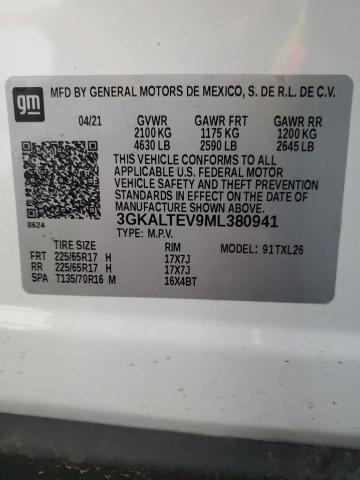 gm
MFD BY GENERAL MOTORS DE MEXICO, S. DE R.L. DE C.V.
04/21 GVWR GAWR FRT GAWR RR
2100 KG 1175 KG 1200 KG
4630 LB 2590 LB 2645 LB
THIS VEHICLE CONFORMS TO ALL
APPLICABLE U.S. FEDERAL MOTOR
VEHICLE SAFETY AND THEFT PREVENTION
STANDARDS IN EFFECT ON THE DATE OF
MANUFACTURE SHOWN ABOVE.
3GKALTEV9ML380941
8624 TYPE: M.P.V. MODEL: 91TXL26
TIRE SIZE RIM
FRT 225/65R17 H 17X7J
RR 225/65R17 H 17X7J
SPA T135/70R16 M 16X4BT